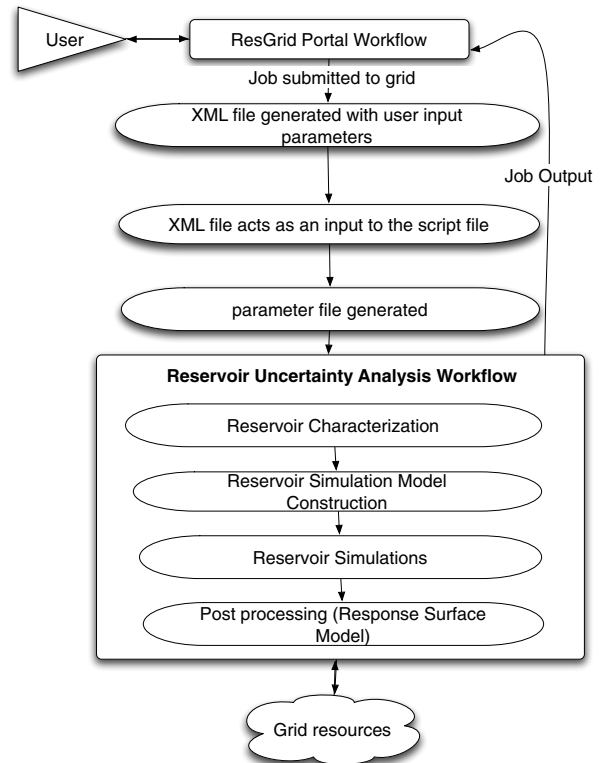 User
ResGrid Portal Workflow
Job submitted to grid
XML file generated with user input
parameters
Job Output
XML file acts as an input to the script file
parameter file generated
Reservoir Uncertainty Analysis Workflow
Reservoir Characterization
Reservoir Simulation Model
Construction
Reservoir Simulations
Post processing (Response Surface
Model)
Grid resources